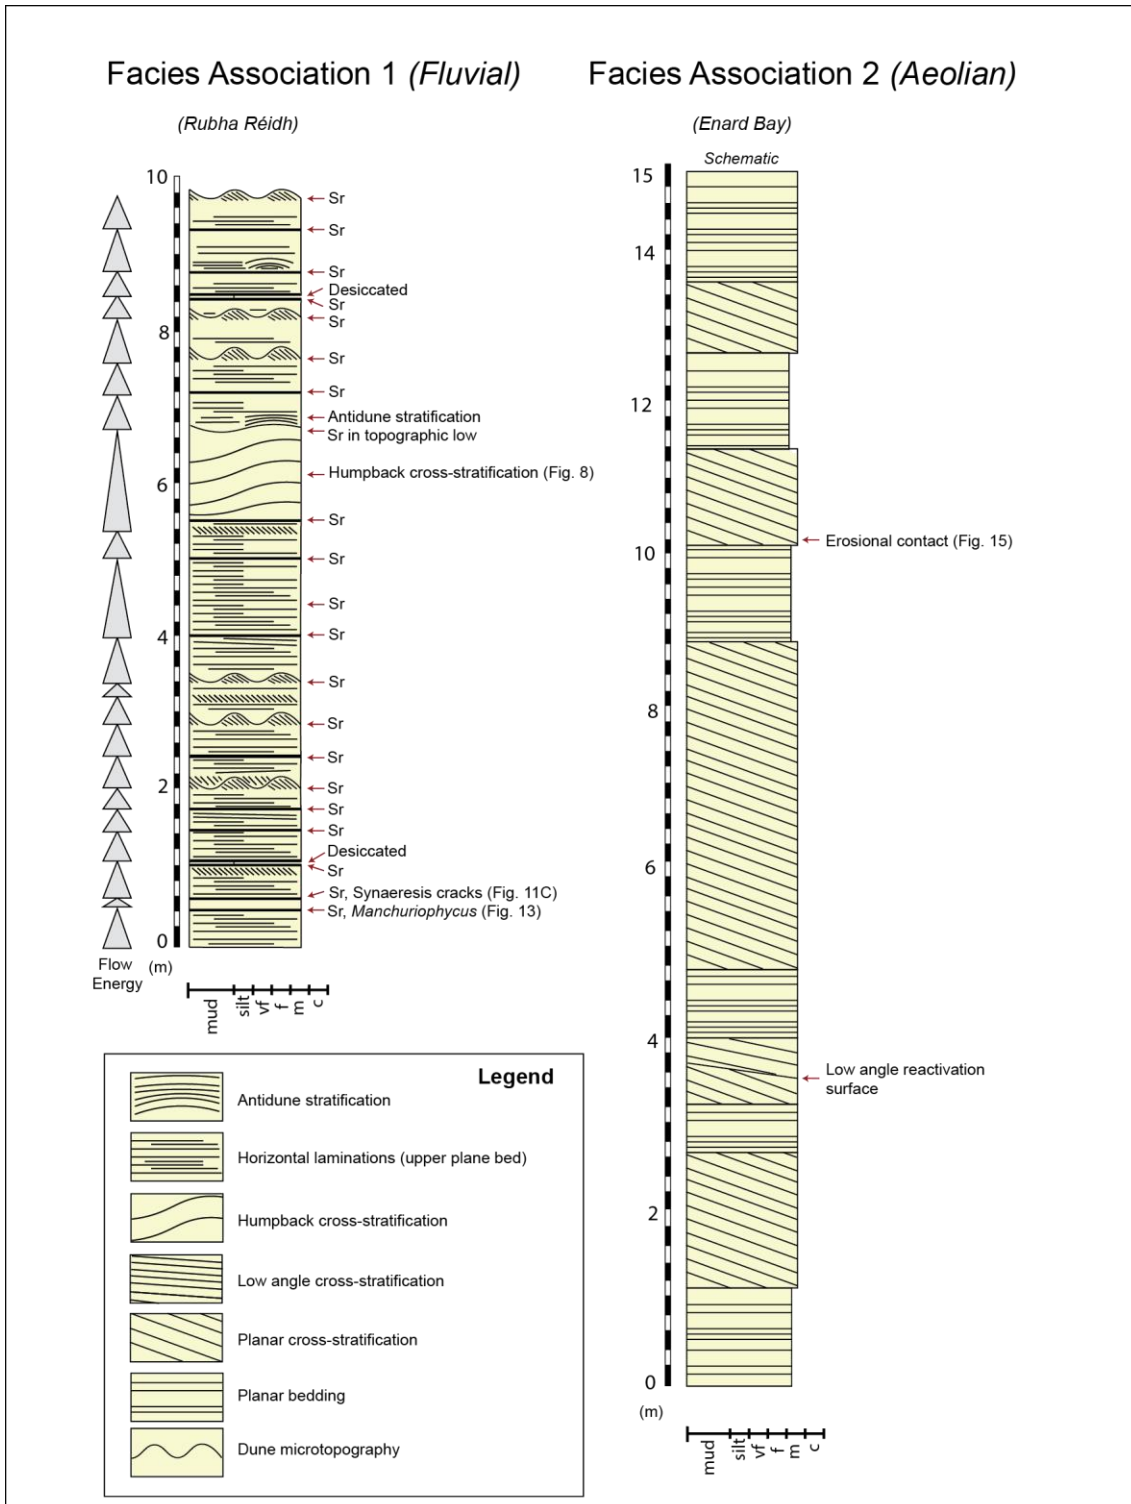 Facies Association 1 (Fluvial)
(Rubha Réidh)
10
Sr
Sr
Sr
Desiccated
Sr
Sr
8
Sr
Sr
Antidune stratification
Sr in topographic low
Humpback cross-stratification (Fig. 8)
6
Sr
Sr
Sr
4
Sr
Sr
Sr
Sr
2
Sr
Sr
Sr
Desiccated
Sr
Sr, Synaeresis cracks (Fig. 11C)
Sr, Manchuriophycus (Fig. 13)
0
(m)
Flow
Energy
mud
silt
vf
f
m
c
Facies Association 2 (Aeolian)
(Enard Bay)
Schematic
15
14
12
Erosional contact (Fig. 15)
10
8
6
4
Low angle reactivation
surface
2
0
(m)
mud
silt
vf
f
m
c
Legend
Antidune stratification
Horizontal laminations (upper plane bed)
Humpback cross-stratification
Low angle cross-stratification
Planar cross-stratification
Planar bedding
Dune microtopography